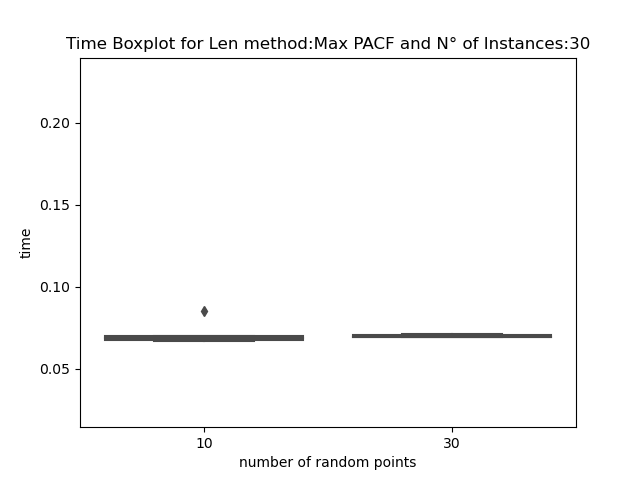 Time Boxplot for Len method:Max PACF and N° of Instances:30
0.20
0.15
time
0.10
0.05
10 30
number of random points